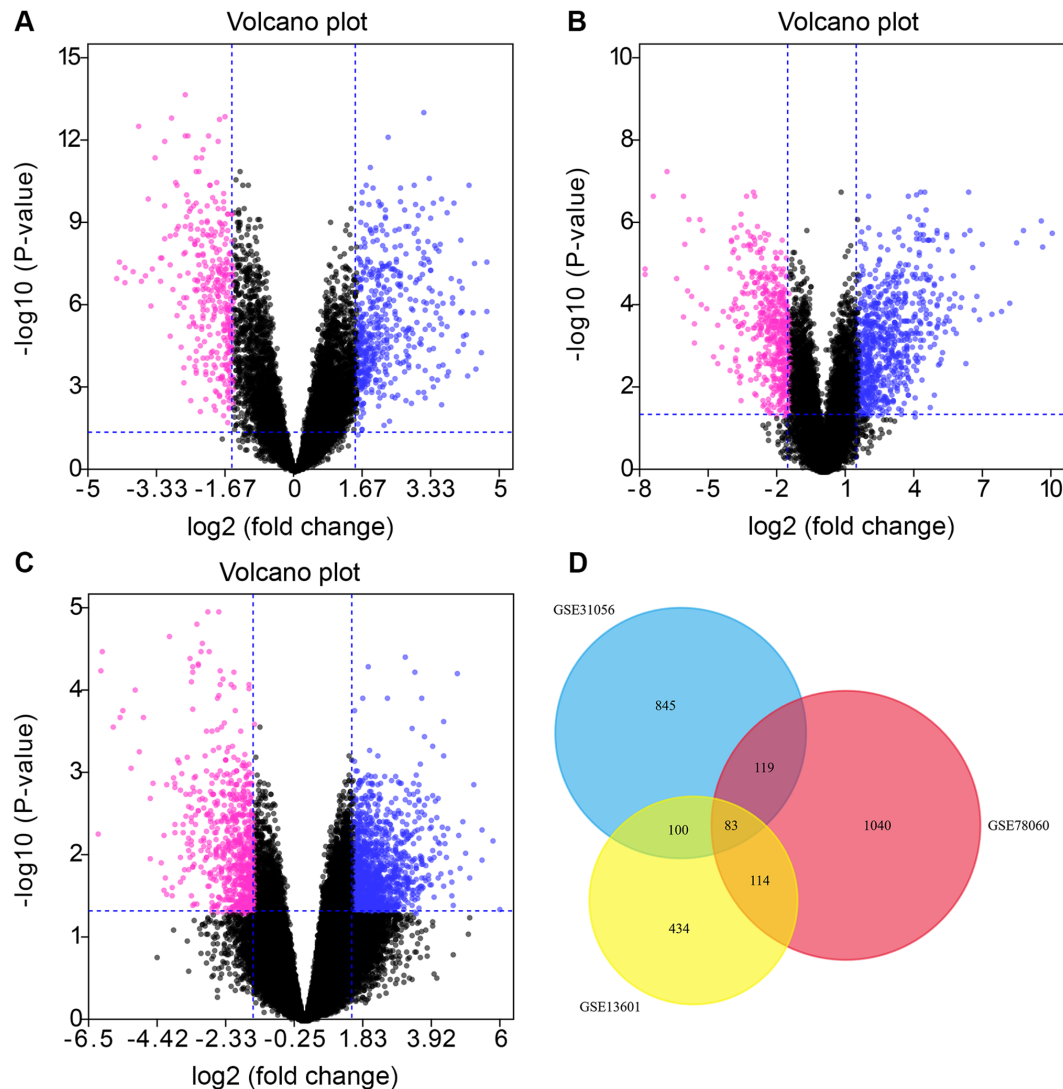 A
Volcano plot
15
12
9
6
3
0
-5
-3.33
-1.67
0
1.67
3.33
5
-log10 (P-value)
log2 (fold change)
B
Volcano plot
10
8
6
4
2
0
-8
-5
-2
1
4
7
10
-log10 (P-value)
log2 (fold change)
C
Volcano plot
5
4
3
2
1
0
-6.5
-4.42
-2.33
-0.25
1.83
3.92
6
-log10 (P-value)
log2 (fold change)
D
GSE31056
845
119
100
83
1040
GSE78060
114
434
GSE13601